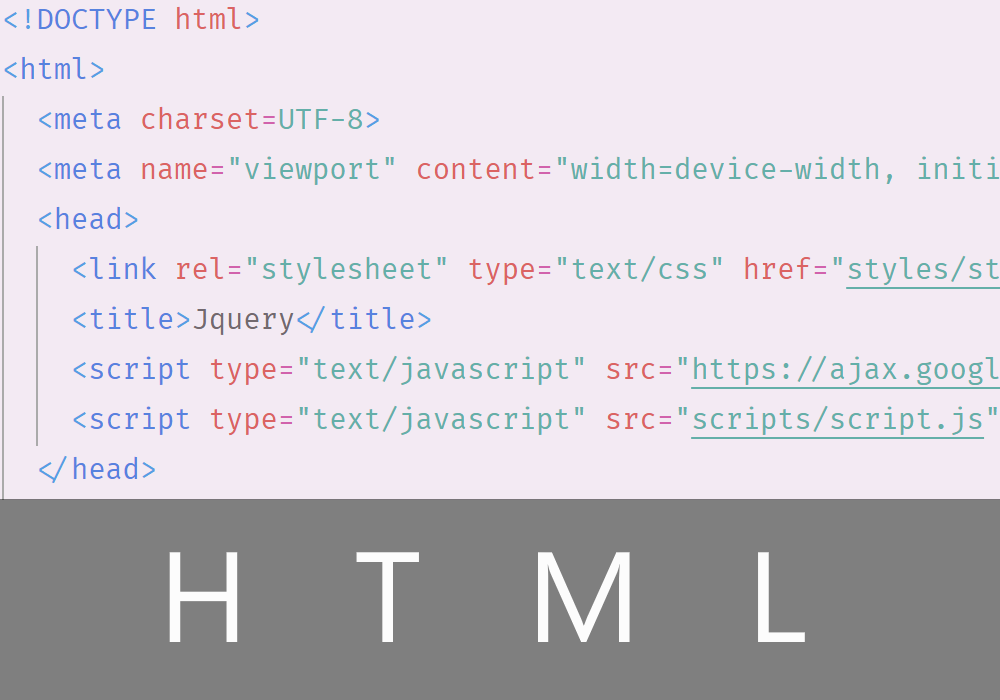 <!DOCTYPE html>
<html>
<meta charset=UTF-8>
<meta name="viewport" content="width=device-width, initi
<head>
<link rel="stylesheet" type="text/css" href="styles/st
<title>Jquery</title>
<script type="text/javascript" src="https://ajax.googl
<script type="text/javascript" src="scripts/script.js"
</head>
H T M L